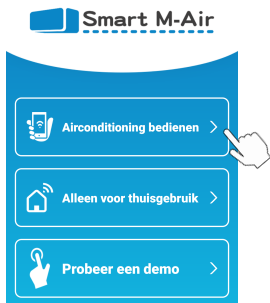 Smart M-Air
Airconditioning bedienen
Alleen voor thuisgebruik
Probeer een demo